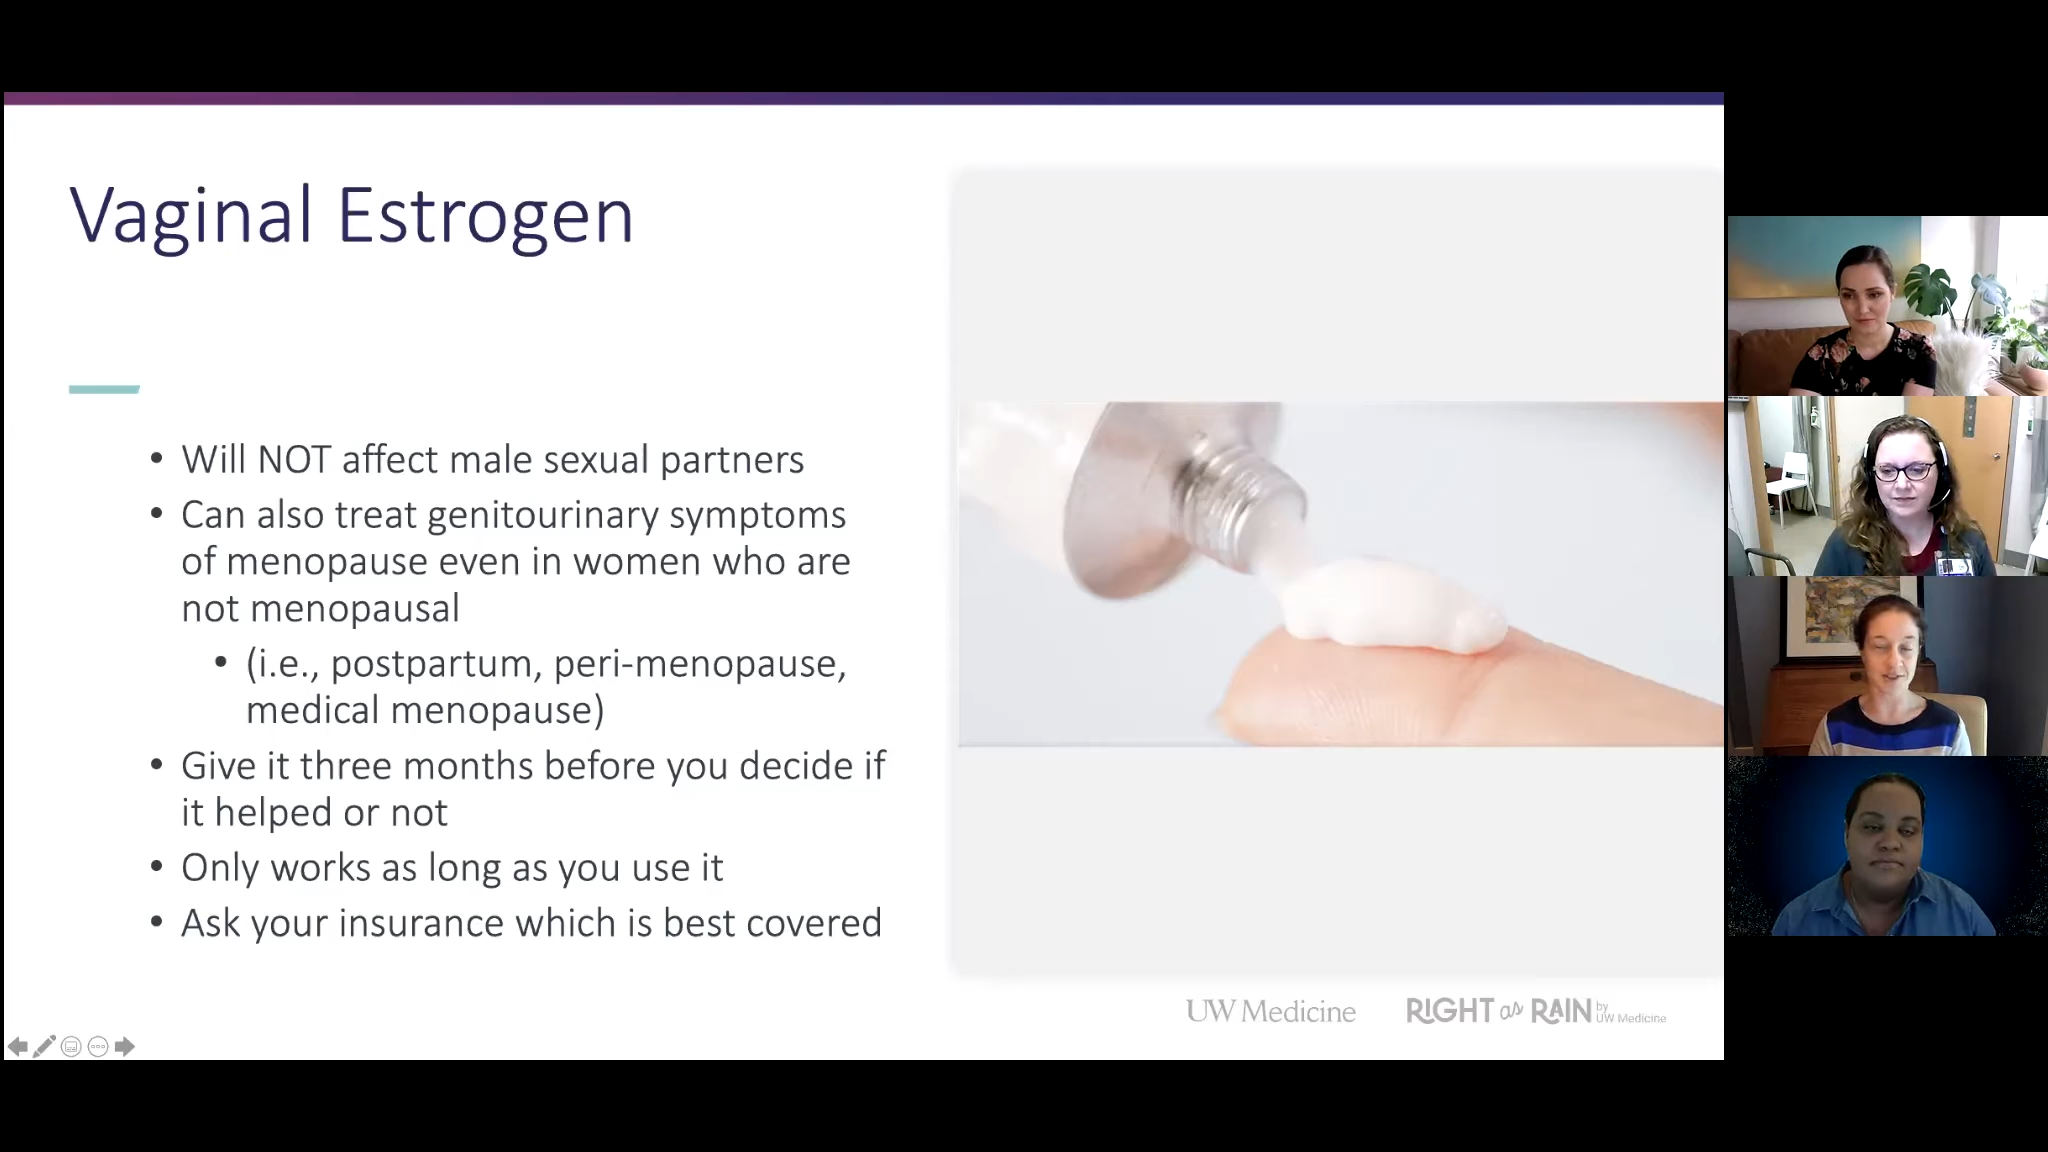 Vaginal Estrogen
• Will NOT affect male sexual partners
• Can also treat genitourinary symptoms
of menopause even in women who are
not menopausal
• (i.e., postpartum, peri-menopause,
medical menopause)
• Give it three months before you decide if
it helped or not
• Only works as long as you use it
• Ask your insurance which is best covered
UW Medicine
RIGHT as RAIN by
UW Medicine